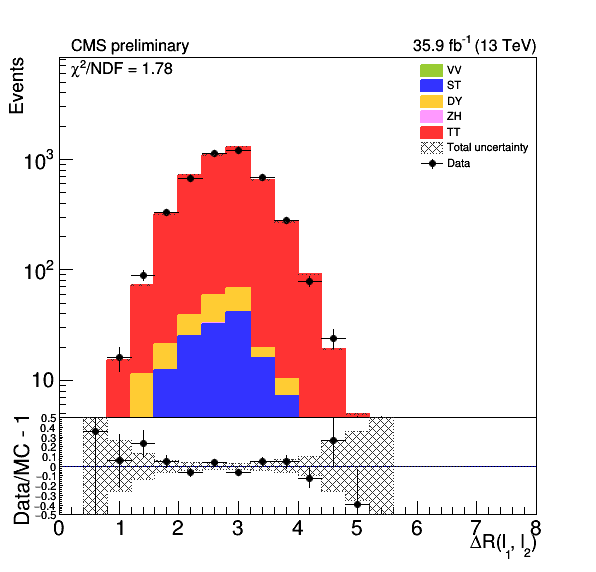 CMS preliminary 35.9 fb⁻¹ (13 TeV)
χ²/NDF = 1.78
Events
VV
ST
DY
ZH
TT
Total uncertainty
Data
10³
10²
10
Data/MC - 1
0.5
0.4
0.3
0.2
0.1
0
−0.1
−0.2
−0.3
−0.4
−0.5
0 1 2 3 4 5 6 7 8
ΔR(l₁, l₂)